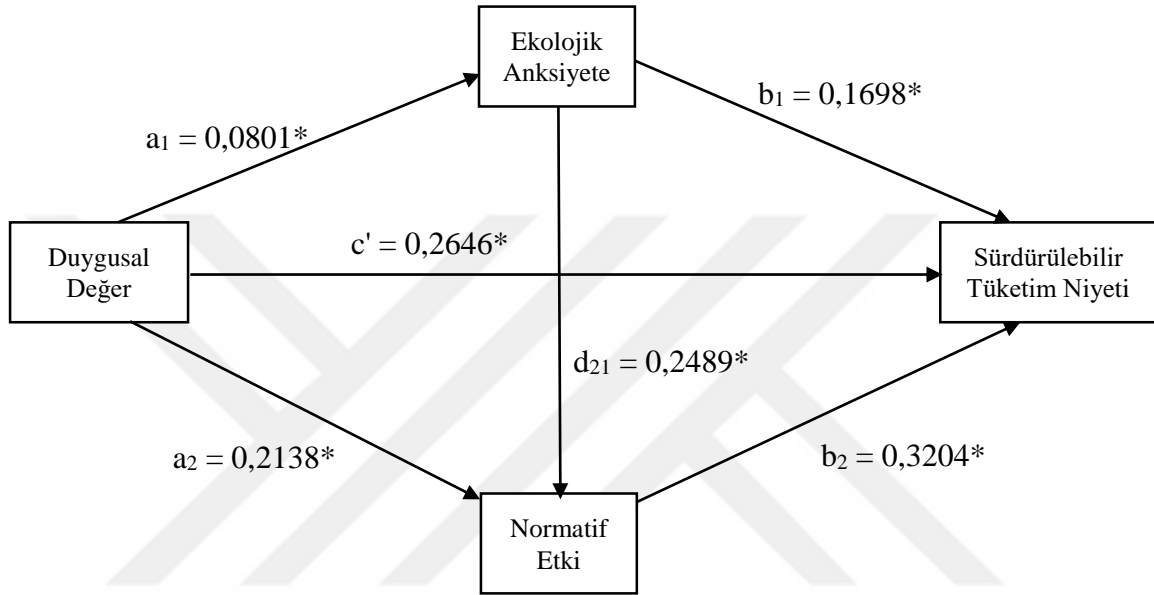 Ekolojik
Anksiyete
a₁ = 0,0801*
b₁ = 0,1698*
Duygusal
Değer
c' = 0,2646*
Sürdürülebilir
Tüketim Niyeti
d₂₁ = 0,2489*
a₂ = 0,2138*
b₂ = 0,3204*
Normatif
Etki